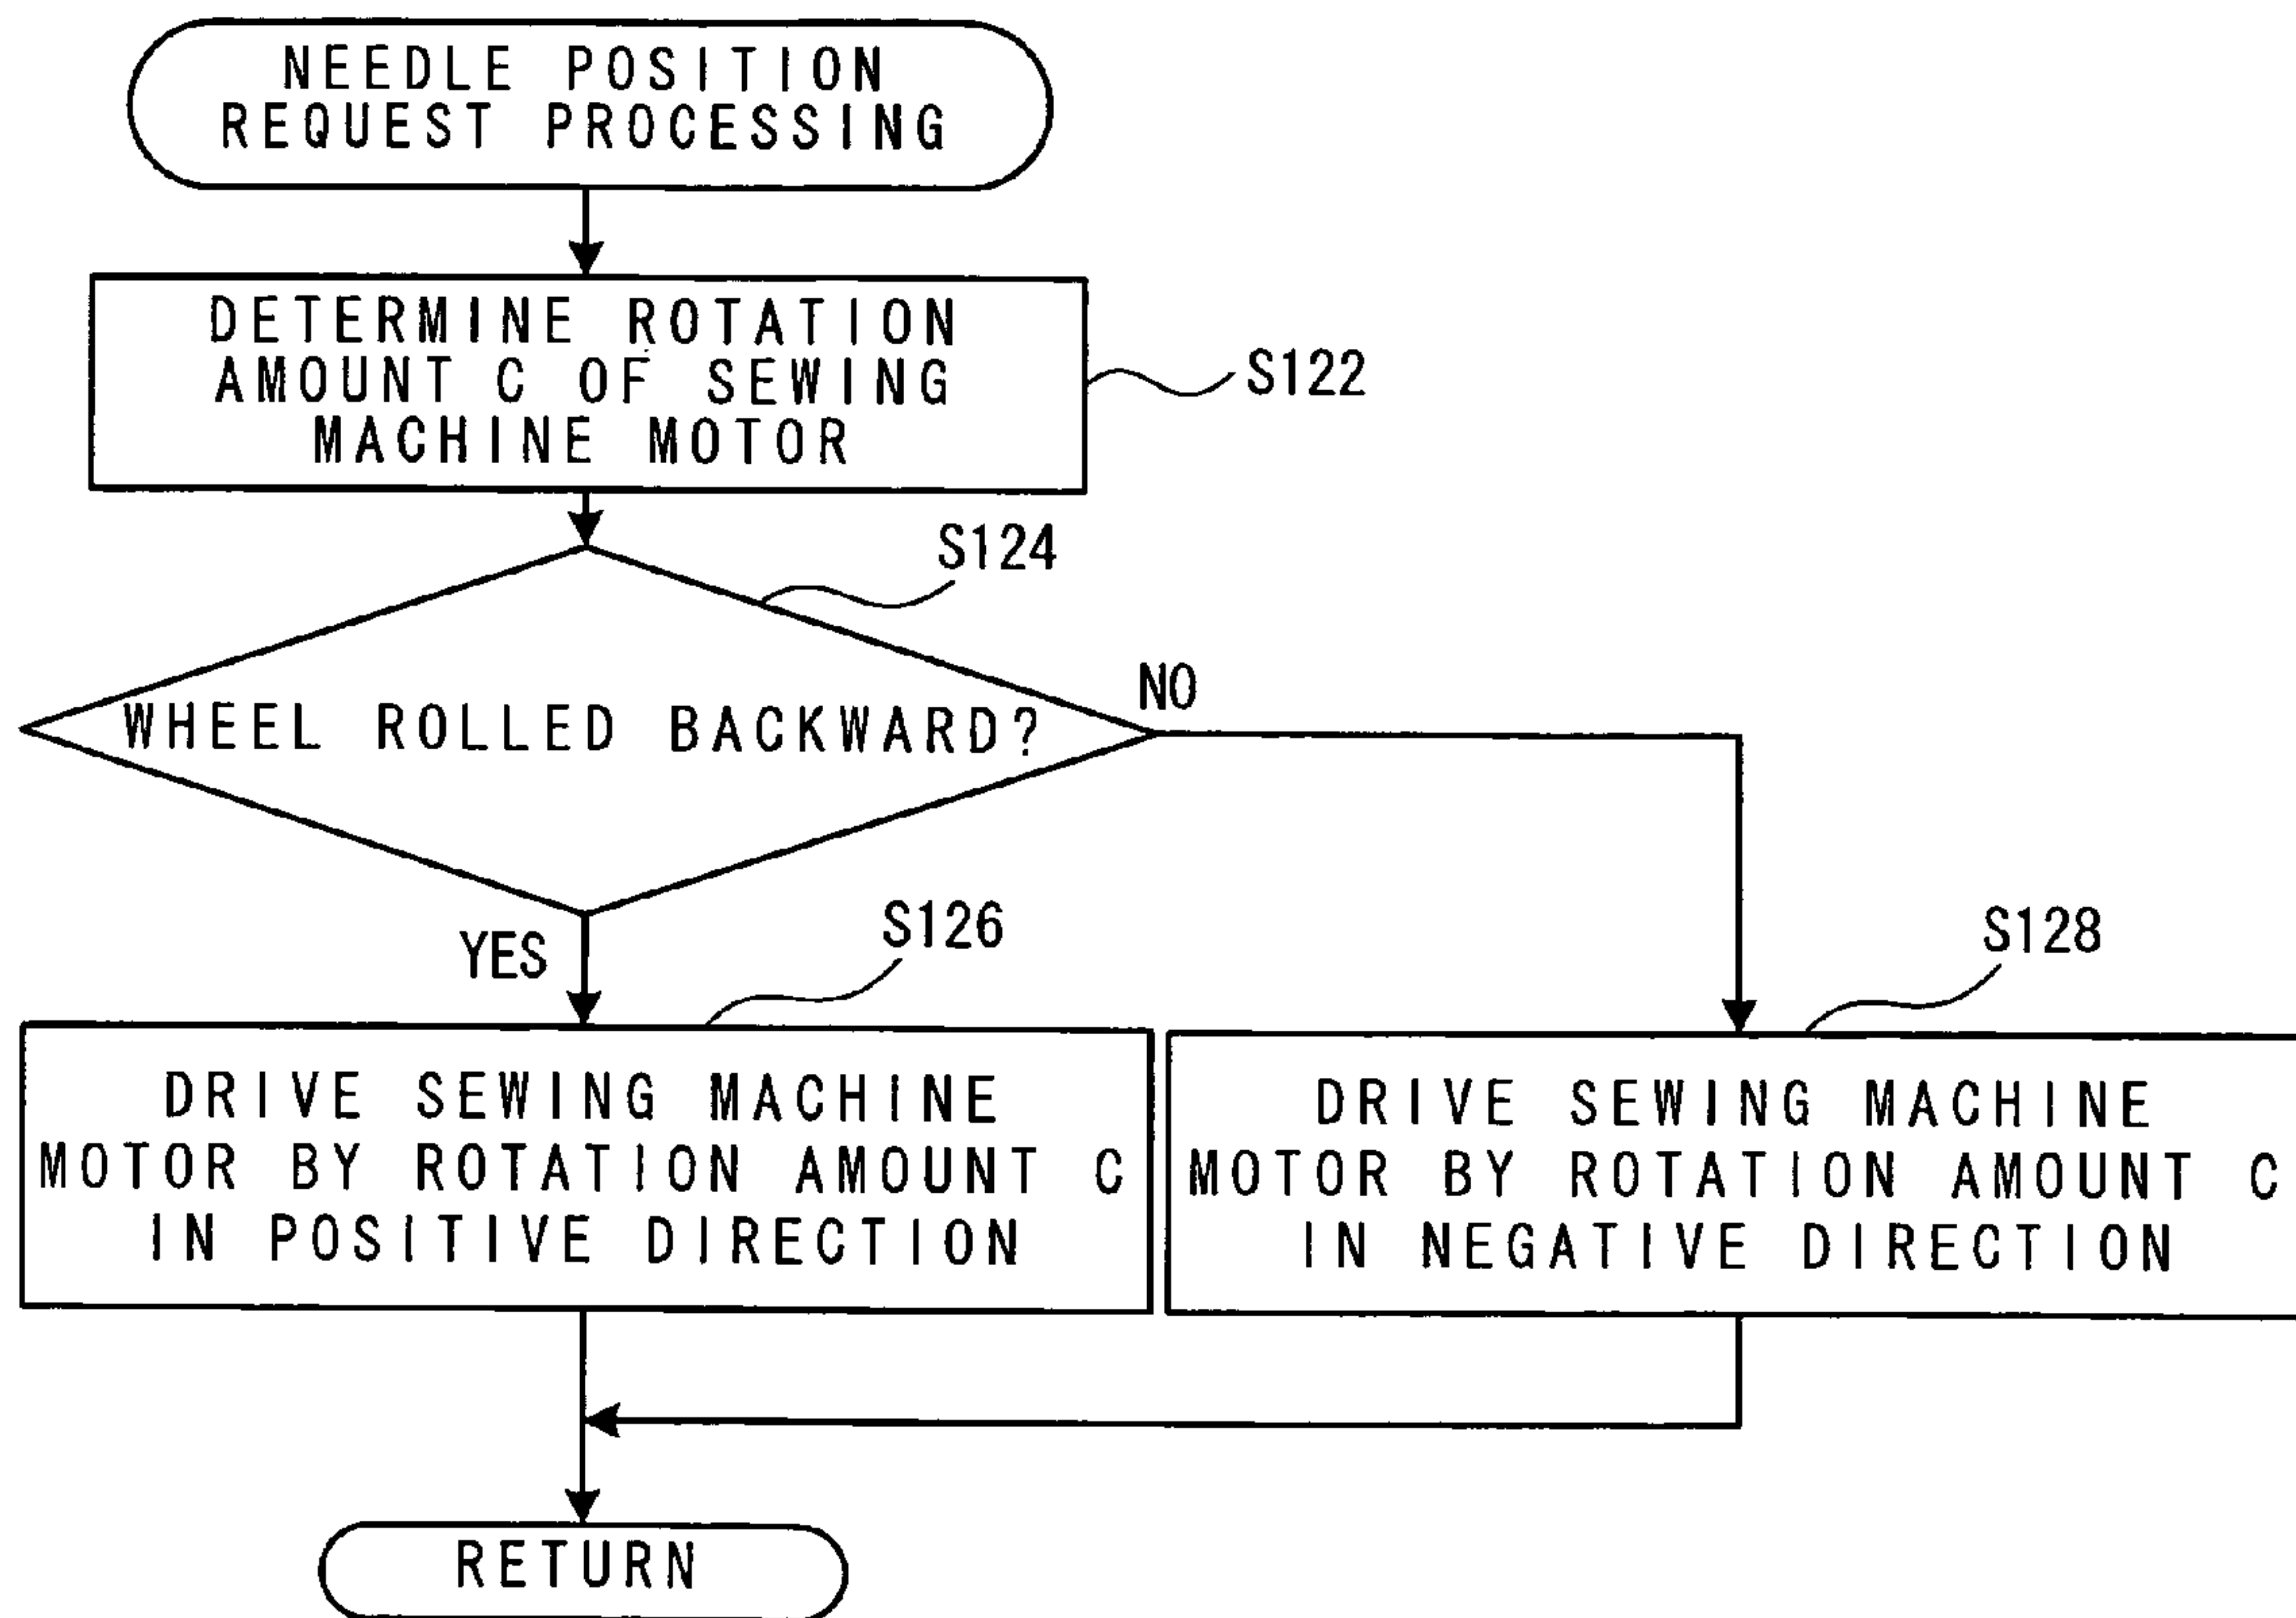 NEEDLE POSITION
REQUEST PROCESSING
DETERMINE ROTATION
AMOUNT C OF SEWING
MACHINE MOTOR
S122
S124
WHEEL ROLLED BACKWARD?
NO
YES
S126
S128
DRIVE SEWING MACHINE
MOTOR BY ROTATION AMOUNT C
IN POSITIVE DIRECTION
DRIVE SEWING MACHINE
MOTOR BY ROTATION AMOUNT C
IN NEGATIVE DIRECTION
RETURN